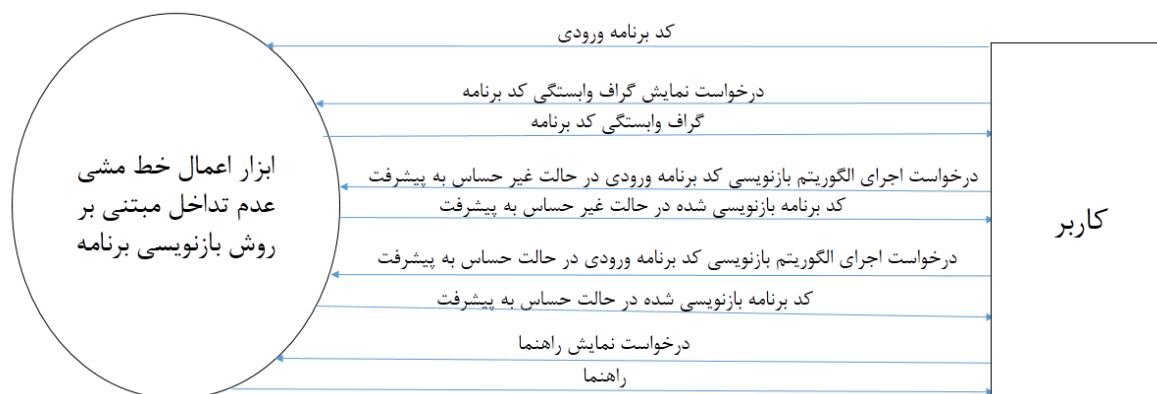 کد برنامه ورودی
درخواست نمایش گراف وابستگی کد برنامه
گراف وابستگی کد برنامه
درخواست اجرای الگوریتم بازنویسی کد برنامه ورودی در حالت غیر حساس به پیشرفت
کد برنامه بازنویسی شده در حالت غیر حساس به پیشرفت
درخواست اجرای الگوریتم بازنویسی کد برنامه ورودی در حالت حساس به پیشرفت
کد برنامه بازنویسی شده در حالت حساس به پیشرفت
درخواست نمایش راهنما
راهنما
کاربر
ابزار اعمال خط مشی
عدم تداخل مبتنی بر
روش بازنویسی برنامه